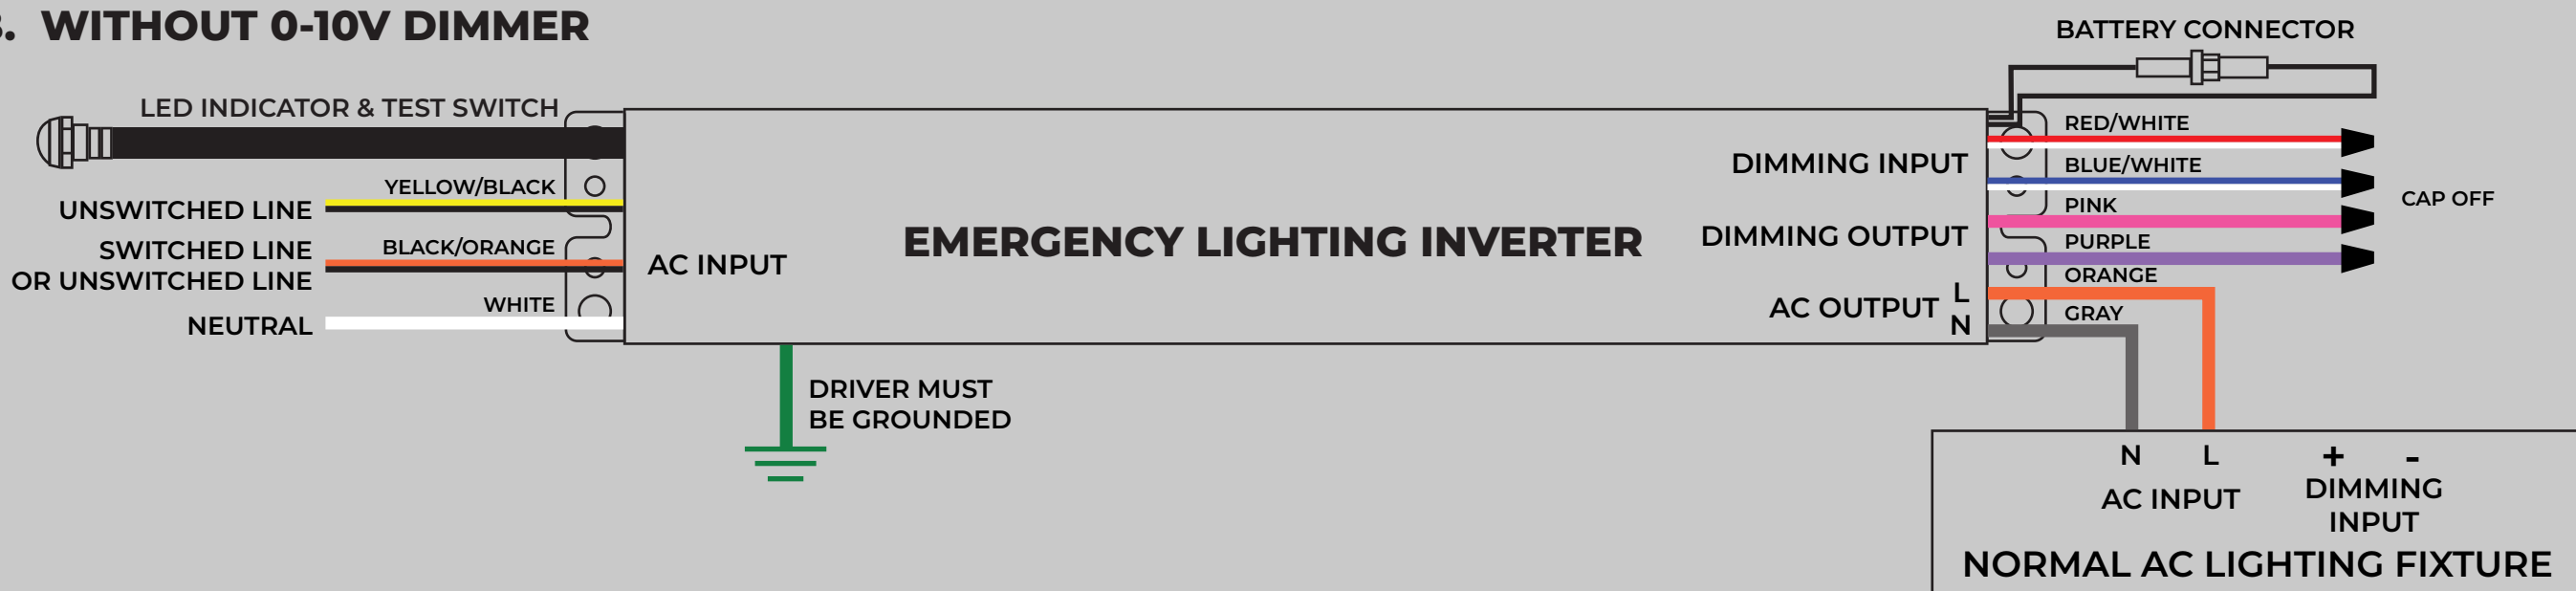 . WITHOUT 0-10V DIMMER
BATTERY CONNECTOR
LED INDICATOR & TEST SWITCH
YELLOW/BLACK
UNSWITCHED LINE
SWITCHED LINE
OR UNSWITCHED LINE
BLACK/ORANGE
WHITE
NEUTRAL
AC INPUT
EMERGENCY LIGHTING INVERTER
DIMMING INPUT
DIMMING OUTPUT
AC OUTPUT
L
N
RED/WHITE
BLUE/WHITE
PINK
PURPLE
ORANGE
GRAY
CAP OFF
DRIVER MUST
BE GROUNDED
N L + -
AC INPUT
DIMMING
INPUT
NORMAL AC LIGHTING FIXTURE